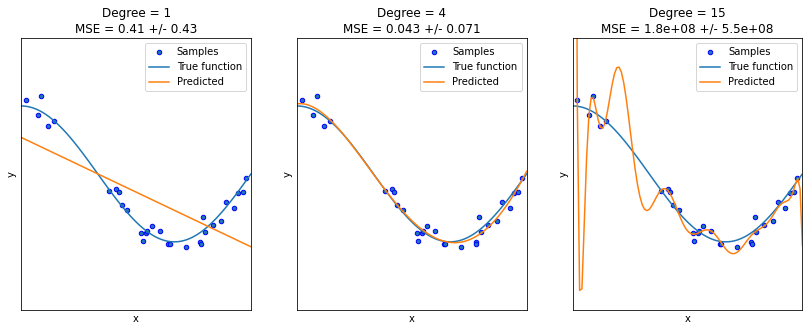 Degree = 1
MSE = 0.41 +/- 0.43
Samples
True function
Predicted
y
x
Degree = 4
MSE = 0.043 +/- 0.071
Samples
True function
Predicted
y
x
Degree = 15
MSE = 1.8e+08 +/- 5.5e+08
Samples
True function
Predicted
y
x